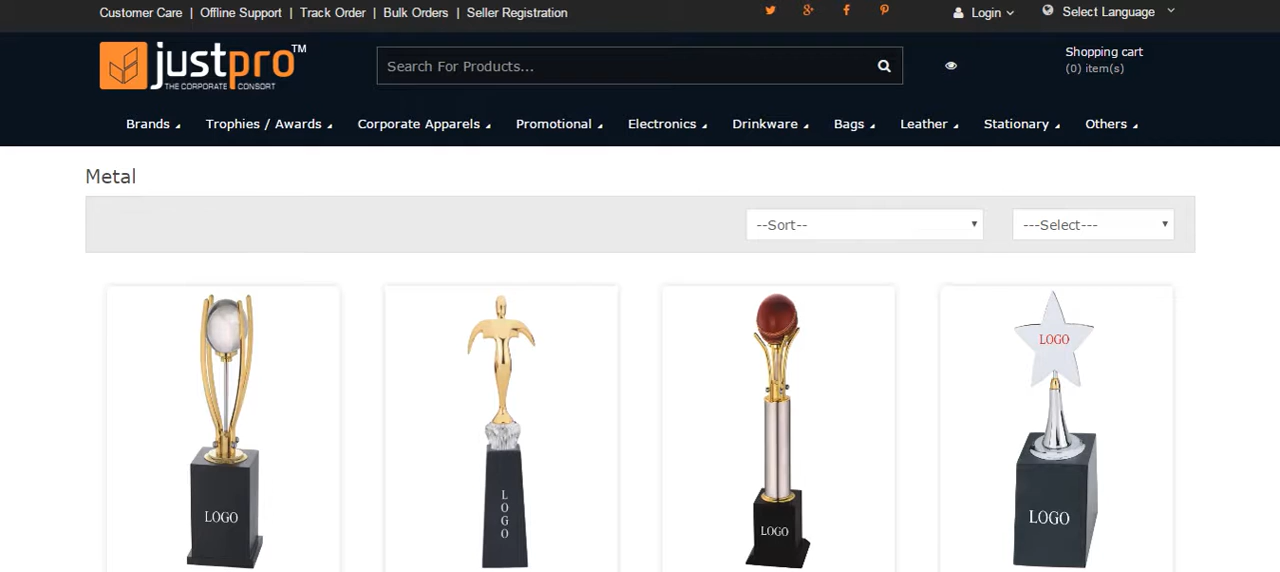 Customer Care | Offline Support | Track Order | Bulk Orders | Seller Registration
Login
Select Language
justpro™
THE CORPORATE CONSORT
Search For Products...
Shopping cart
(0) item(s)
Brands Trophies / Awards Corporate Apparels Promotional Electronics Drinkware Bags Leather Stationary Others
Metal
--Sort-- ---Select---
LOGO
L
O
G
O
LOGO
LOGO
LOGO